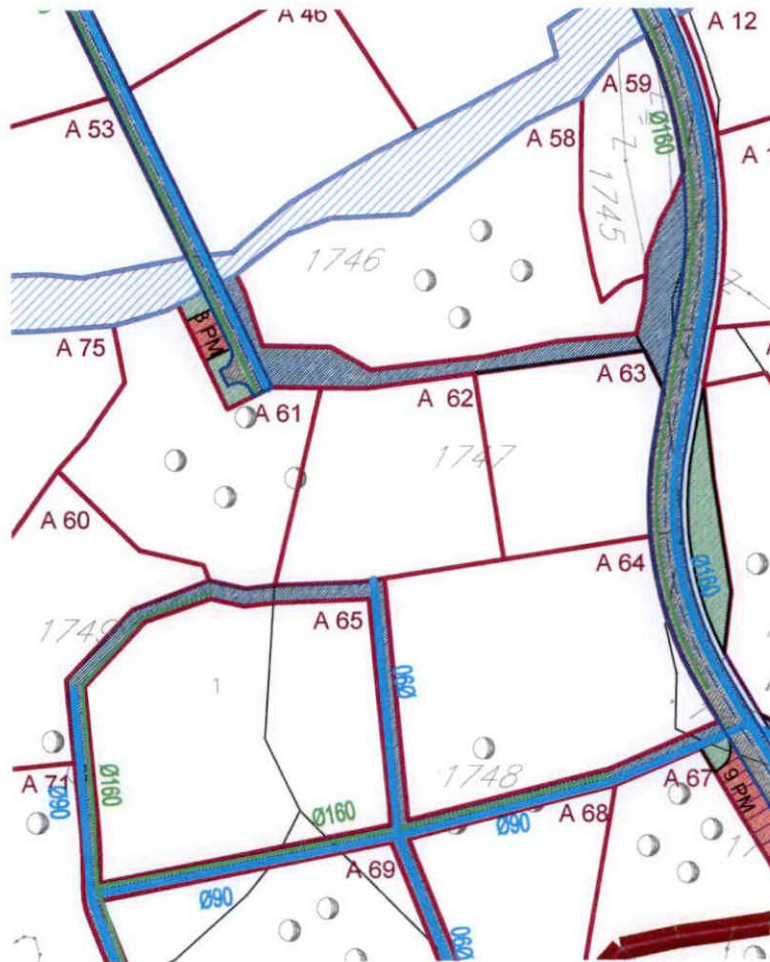 A 46
A 12
A 53
A 59
Ø160
A 58
1745
1746
8 PM
A 75
A 61
A 62
A 63
1747
A 60
A 64
Ø160
A 65
1749
Ø90
1
A 71
Ø90
Ø160
Ø160
1748
A 67
9 PM
A 68
Ø90
A 69
Ø90
Ø90